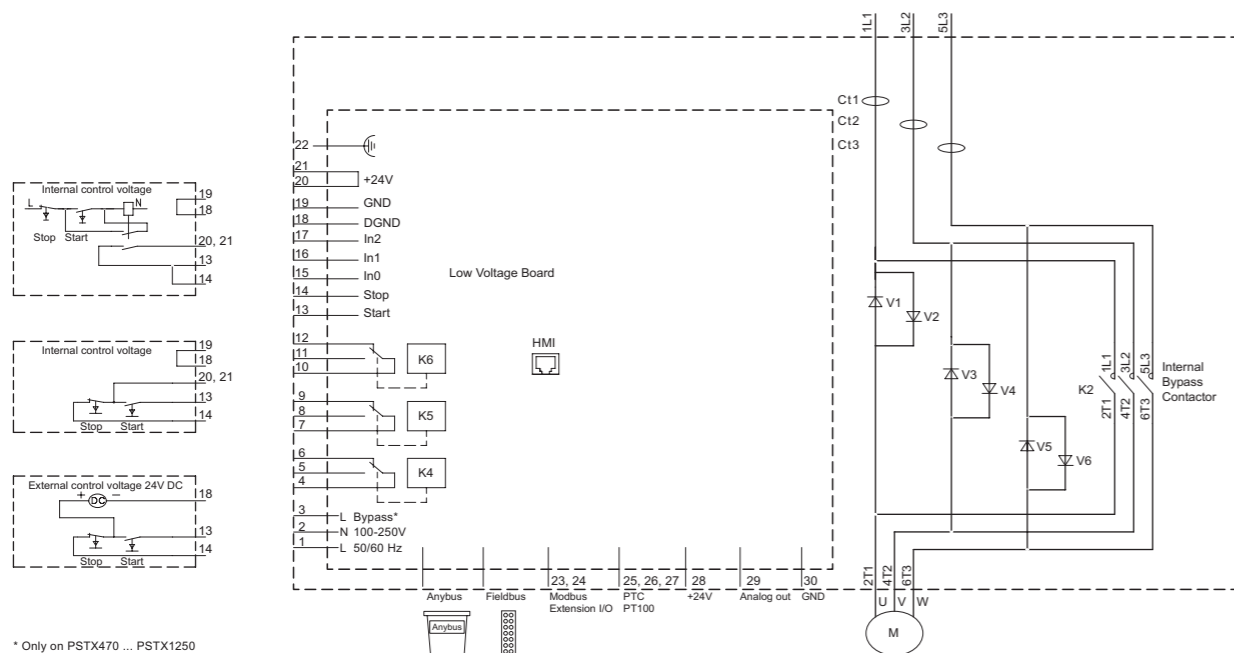 1L1
3L2
5L3
Ct1
Ct2
Ct3
22
21
20
+24V
19
GND
18
DGND
17
In2
16
In1
15
In0
14
Stop
13
Start
Low Voltage Board
HMI
12
11
10
K6
9
8
7
K5
6
5
4
K4
3
L Bypass*
2
N 100-250V
1
L 50/60 Hz
Internal control voltage
L
N
Stop Start
19
18
20, 21
13
14
Internal control voltage
19
18
20, 21
13
14
Stop Start
External control voltage 24V DC
+ DC −
18
13
14
Stop Start
V1
V2
V3
V4
V5
V6
K2
1L1
3L2
5L3
2T1
4T2
6T3
Internal
Bypass
Contactor
23, 24
25, 26, 27
28
29
30
Anybus
Fieldbus
Modbus
Extension I/O
PTC
PT100
+24V
Analog out
GND
Anybus
2T1
4T2
6T3
U
V
W
M
* Only on PSTX470 ... PSTX1250